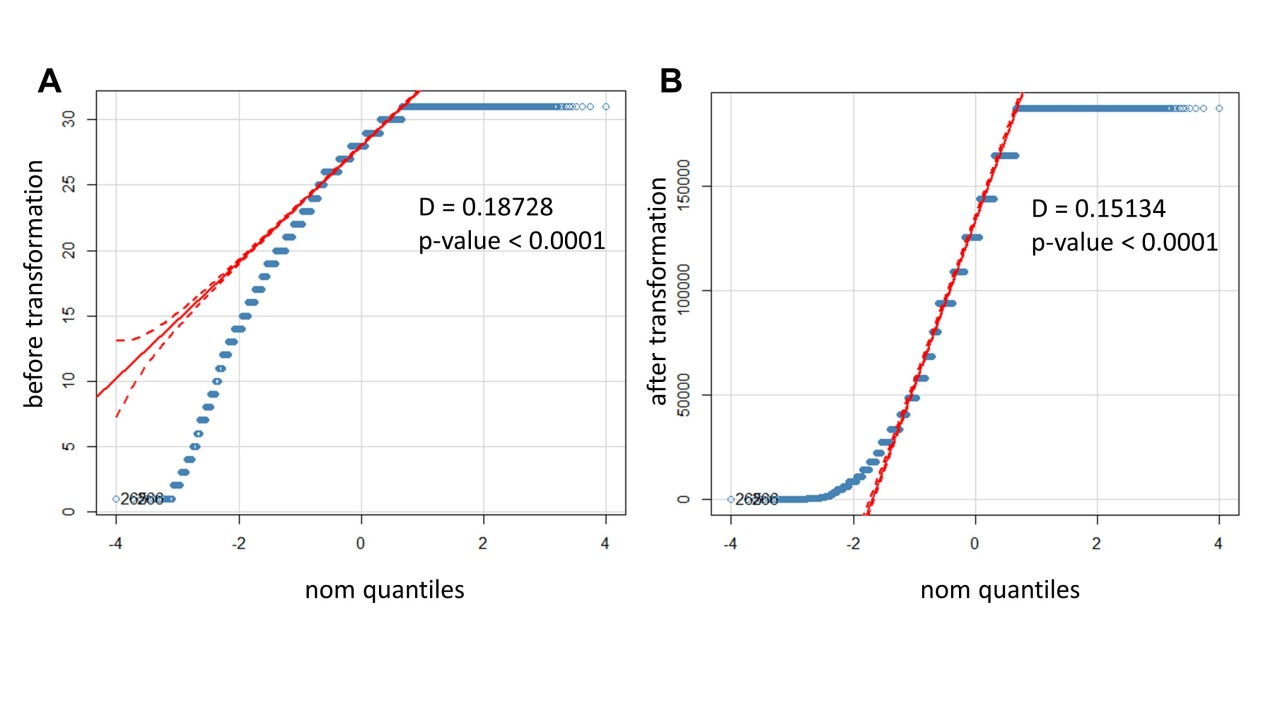 A
before transformation
30
25
20
15
10
5
0
D = 0.18728
p-value < 0.0001
-4
-2
0
2
4
nom quantiles
B
after transformation
150000
100000
50000
0
D = 0.15134
p-value < 0.0001
-4
-2
0
2
4
nom quantiles